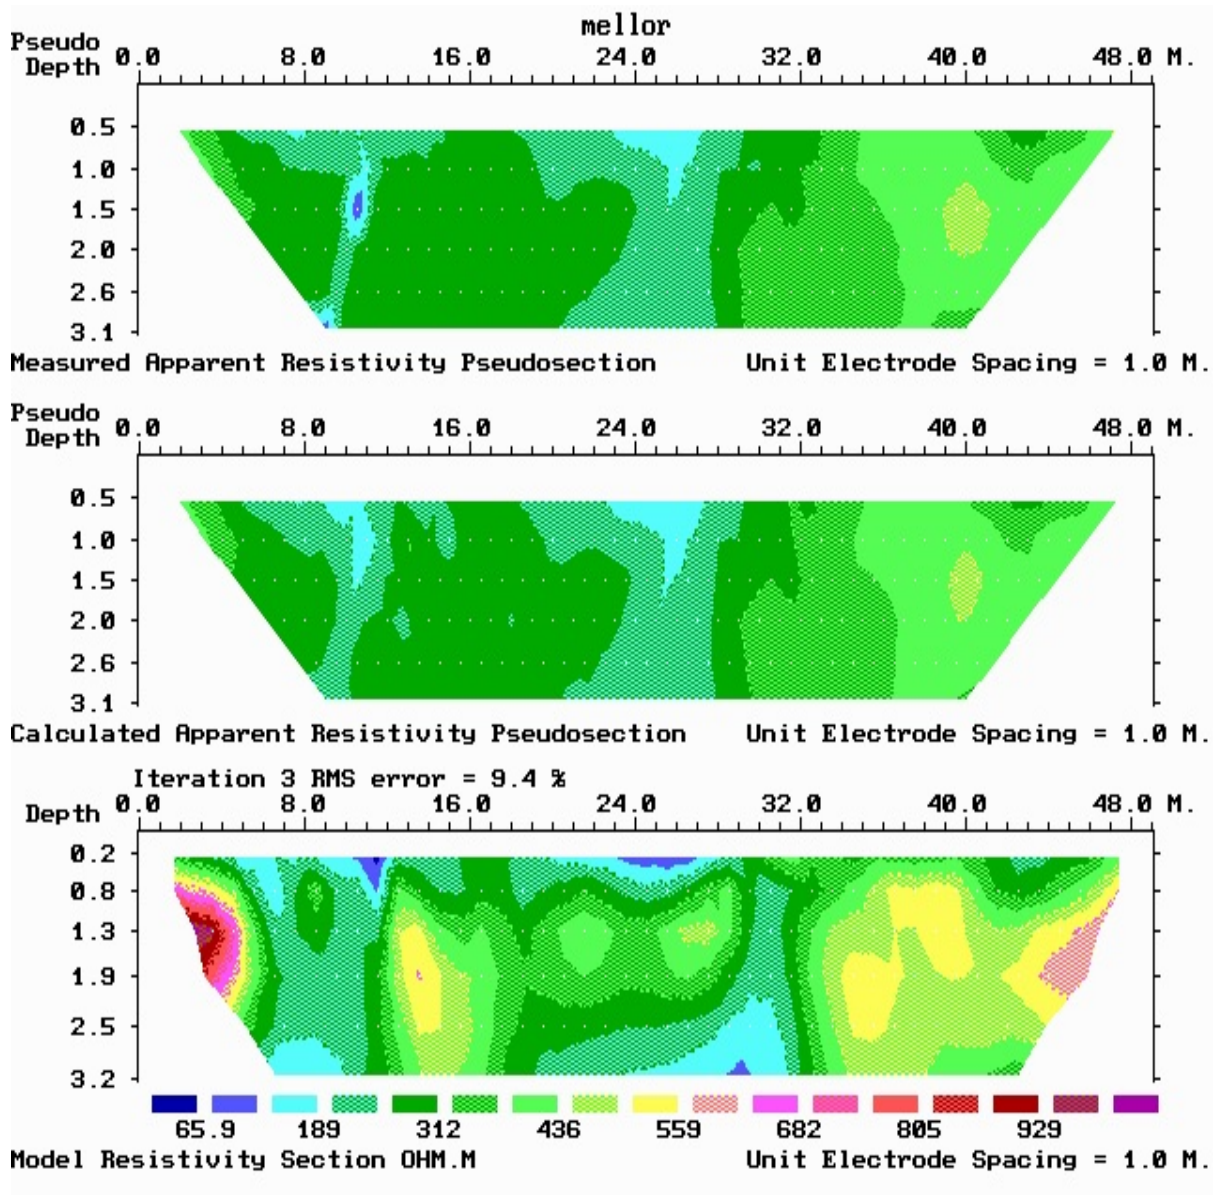 mellor
Pseudo
Depth 0.0 8.0 16.0 24.0 32.0 40.0 48.0 M.
0.5
1.0
1.5
2.0
2.6
3.1
Measured Apparent Resistivity Pseudosection Unit Electrode Spacing = 1.0 M.
Pseudo
Depth 0.0 8.0 16.0 24.0 32.0 40.0 48.0 M.
0.5
1.0
1.5
2.0
2.6
3.1
Calculated Apparent Resistivity Pseudosection Unit Electrode Spacing = 1.0 M.
Iteration 3 RMS error = 9.4 %
Depth 0.0 8.0 16.0 24.0 32.0 40.0 48.0 M.
0.2
0.8
1.3
1.9
2.5
3.2
65.9 189 312 436 559 682 805 929
Model Resistivity Section OHM.M Unit Electrode Spacing = 1.0 M.